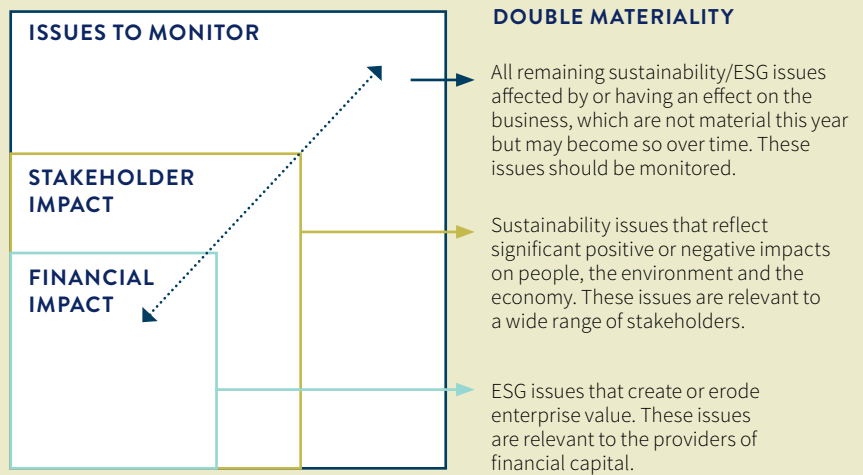 ISSUES TO MONITOR
STAKEHOLDER
IMPACT
FINANCIAL
IMPACT
DOUBLE MATERIALITY
All remaining sustainability/ESG issues
affected by or having an effect on the
business, which are not material this year
but may become so over time. These
issues should be monitored.
Sustainability issues that reflect
significant positive or negative impacts
on people, the environment and the
economy. These issues are relevant to
a wide range of stakeholders.
ESG issues that create or erode
enterprise value. These issues
are relevant to the providers of
financial capital.